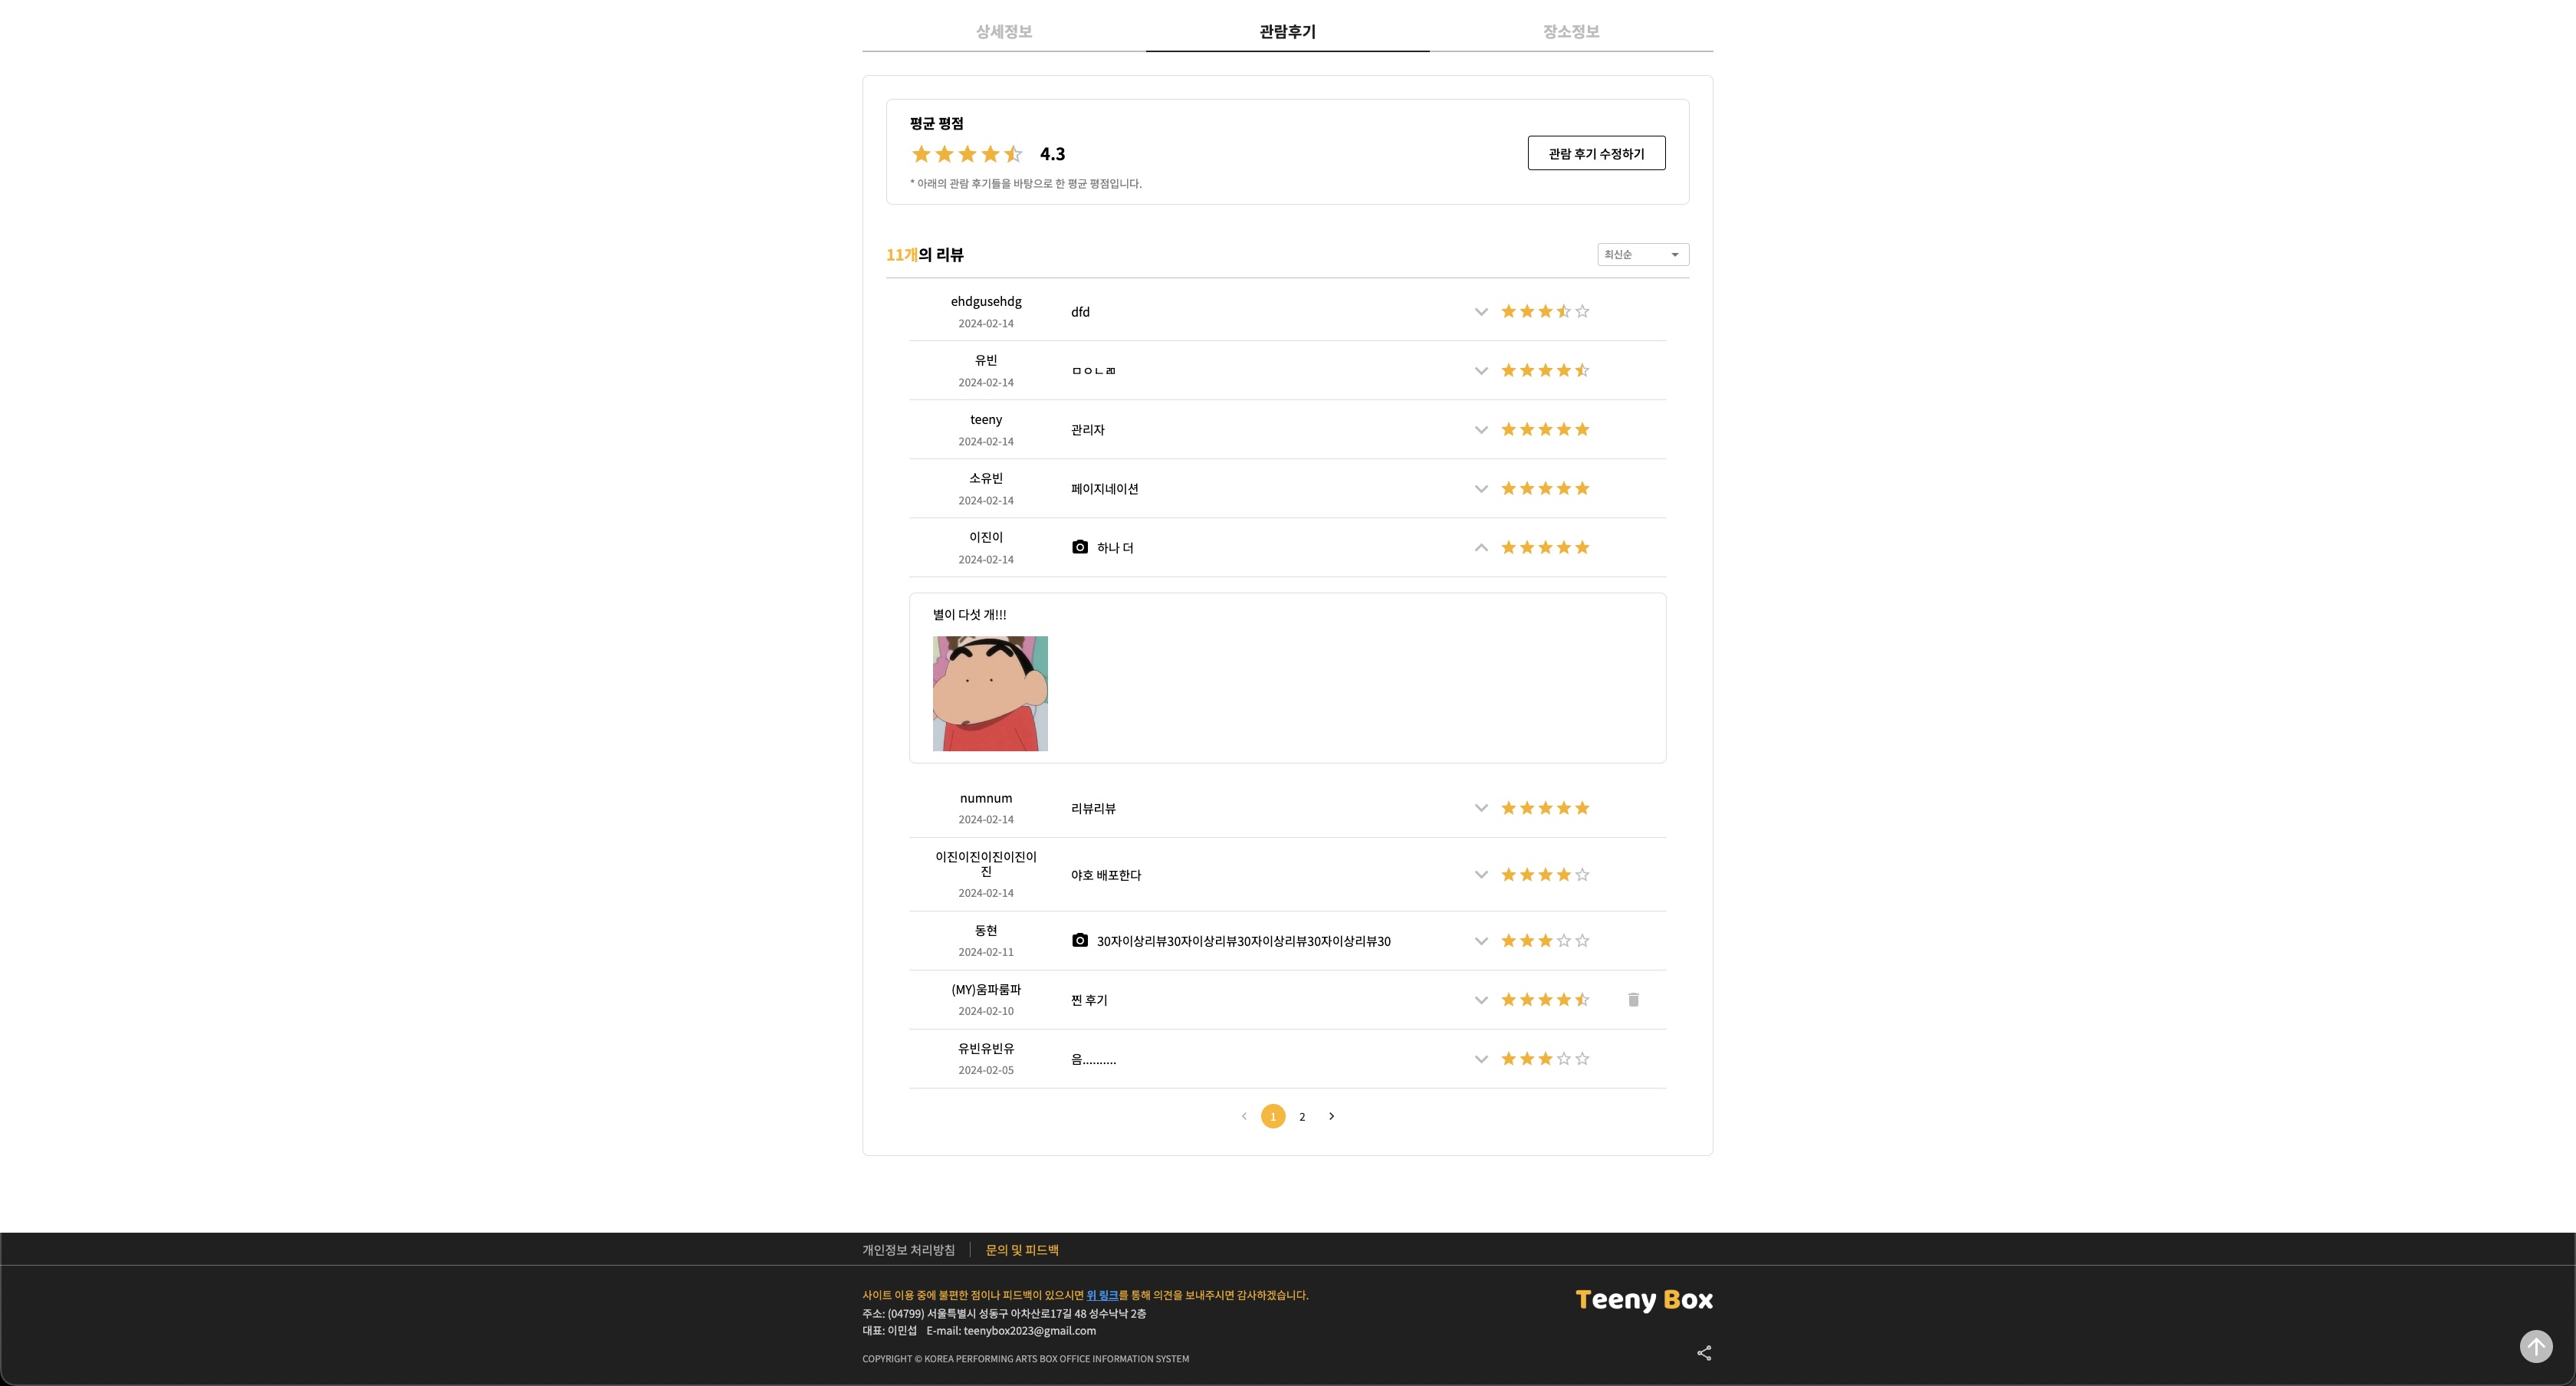 상세정보
관람후기
장소정보
평균 평점
4.3
관람 후기 수정하기
* 아래의 관람 후기들을 바탕으로 한 평균 평점입니다.
11개의 리뷰
최신순
ehdgusehdg
2024-02-14
dfd
유빈
2024-02-14
teeny
2024-02-14
관리자
소유빈
2024-02-14
페이지네이션
이진이
2024-02-14
하나 더
별이 다섯 개!!!
numnum
2024-02-14
리뷰리뷰
이진이진이진이진이
진
2024-02-14
야호 배포한다
동현
2024-02-11
30자이상리뷰30자이상리뷰30자이상리뷰30자이상리뷰30
(MY)움파룸파
2024-02-10
찐 후기
유빈유빈유
2024-02-05
음..........
1
2
개인정보 처리방침
문의 및 피드백
사이트 이용 중에 불편한 점이나 피드백이 있으시면 위 링크를 통해 의견을 보내주시면 감사하겠습니다.
주소: (04799) 서울특별시 성동구 아차산로17길 48 성수낙낙 2층
대표: 이민섭 E-mail: teenybox2023@gmail.com
COPYRIGHT © KOREA PERFORMING ARTS BOX OFFICE INFORMATION SYSTEM
Teeny Box